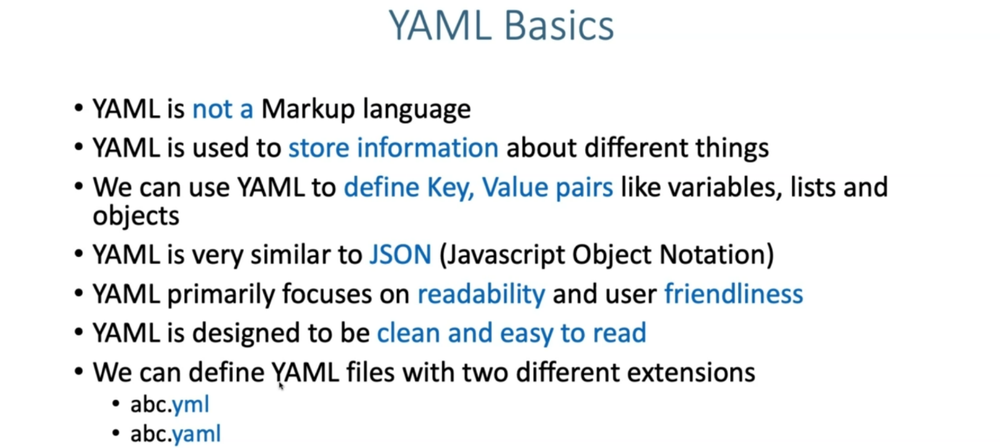 YAML Basics
• YAML is not a Markup language
• YAML is used to store information about different things
• We can use YAML to define Key, Value pairs like variables, lists and
objects
• YAML is very similar to JSON (Javascript Object Notation)
• YAML primarily focuses on readability and user friendliness
• YAML is designed to be clean and easy to read
• We can define YAML files with two different extensions
• abc.yml
• abc.yaml